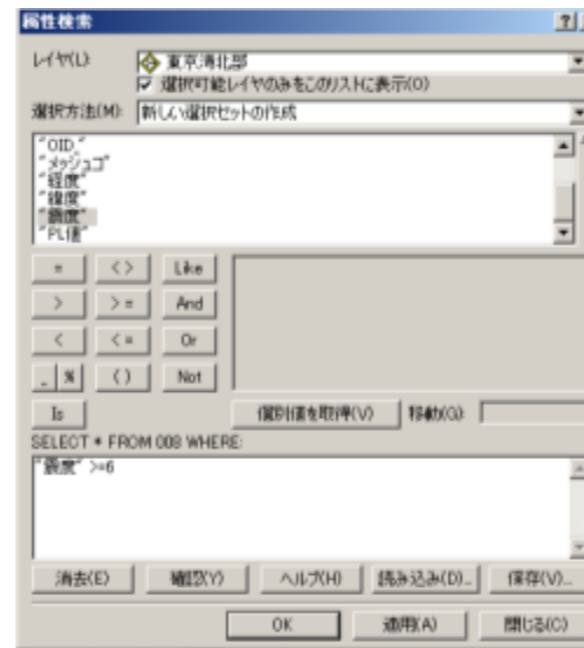 属性検索
レイヤ(L):
東京湾北部
選択可能レイヤのみをこのリストに表示(O)
選択方法(M):
新しい選択セットの作成
"OID_"
"メッシュコ"
"経度"
"緯度"
"震度"
"PL値"
= <> Like
> >= And
< <= Or
_ % () Not
Is
個別値を取得(V)
移動(G):
SELECT * FROM 008 WHERE:
"震度" >=6
消去(E) 確認(Y) ヘルプ(H) 読み込み(D)... 保存(V)...
OK 適用(A) 閉じる(C)